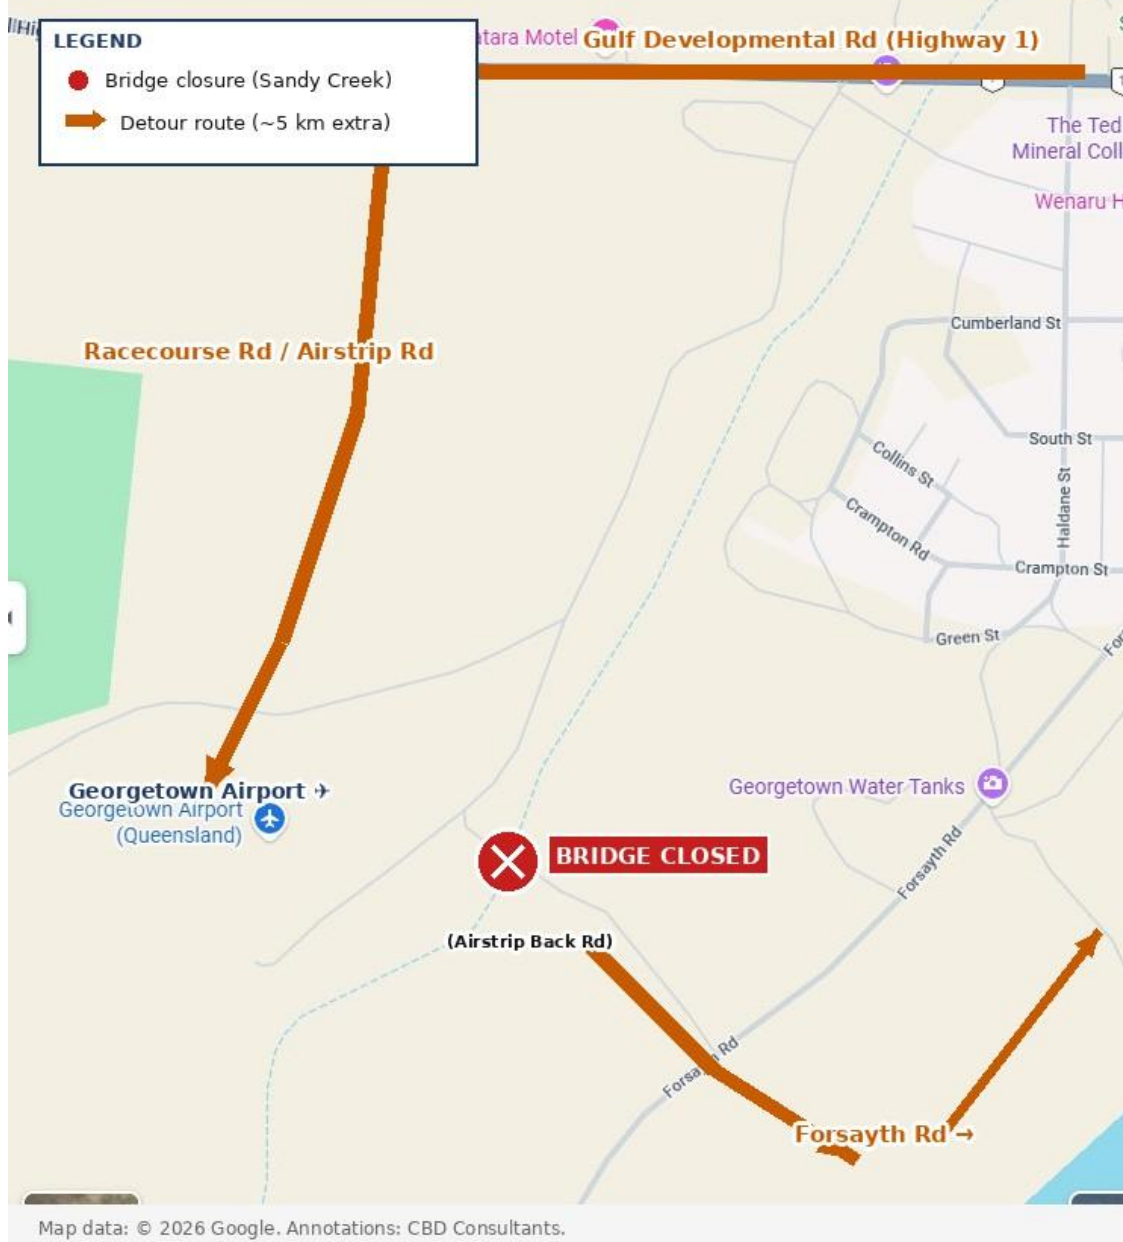 LEGEND
Bridge closure (Sandy Creek)
Detour route (~5 km extra)
atara Motel
Gulf Developmental Rd (Highway 1)
The Ted
Mineral Coll
Wenaru H
Cumberland St
Racecourse Rd / Airstrip Rd
South St
Collins St
Haldane St
Crampton Rd
Crampton St
Green St
Georgetown Water Tanks
Georgetown Airport ✈
Georgetown Airport
(Queensland)
BRIDGE CLOSED
Forsayth Rd
(Airstrip Back Rd)
Forsayth Rd
Forsayth Rd →
Map data: © 2026 Google. Annotations: CBD Consultants.